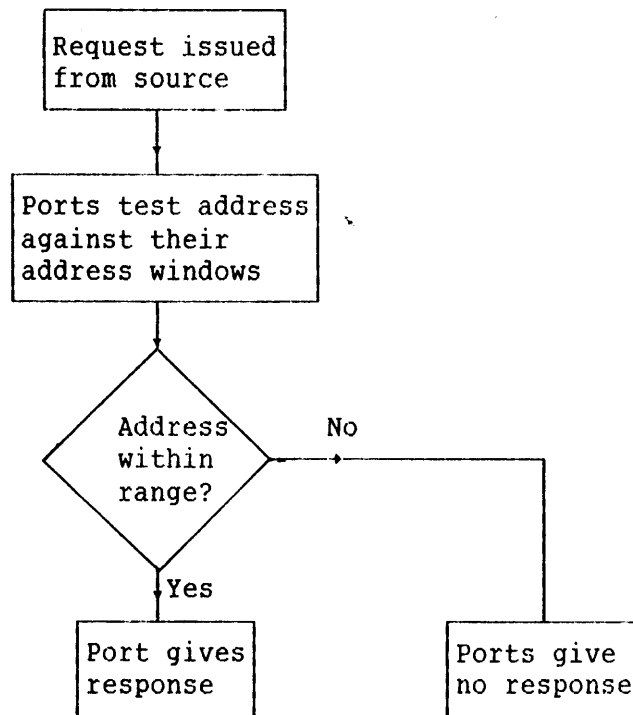 Request issued
from source
Ports test address
against their
address windows
Address
within
range?
No
Yes
Port gives
response
Ports give
no response